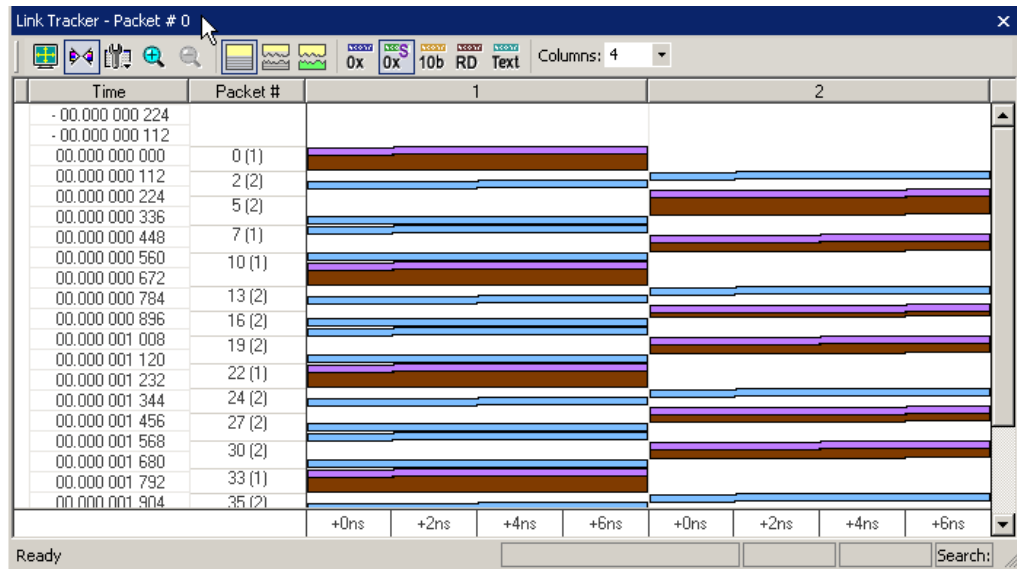 Link Tracker - Packet # 0
0x 0x S 10b RD Text Columns: 4
Time Packet # 1 2
- 00.000 000 224
- 00.000 000 112
00.000 000 000 0 (1)
00.000 000 112 2 (2)
00.000 000 224 5 (2)
00.000 000 336
00.000 000 448 7 (1)
00.000 000 560 10 (1)
00.000 000 672
00.000 000 784 13 (2)
00.000 000 896 16 (2)
00.000 001 008 19 (2)
00.000 001 120
00.000 001 232 22 (1)
00.000 001 344 24 (2)
00.000 001 456 27 (2)
00.000 001 568 30 (2)
00.000 001 680
00.000 001 792 33 (1)
00.000 001 904 35 (2)
+0ns +2ns +4ns +6ns +0ns +2ns +4ns +6ns
Ready Search: